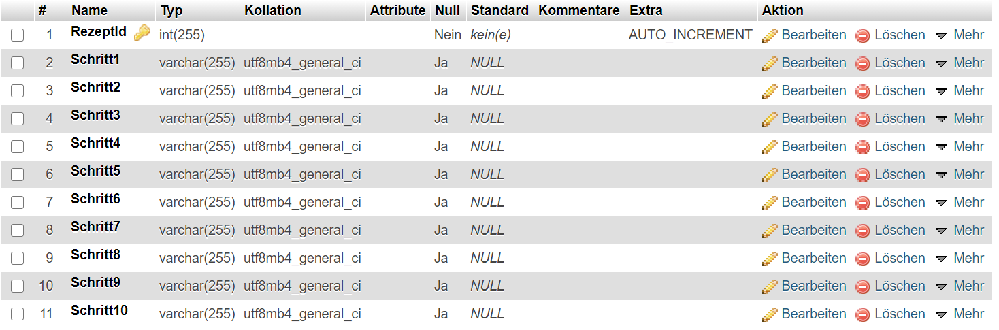 # Name Typ Kollation Attribute Null Standard Kommentare Extra Aktion
1 RezeptId int(255) Nein kein(e) AUTO_INCREMENT Bearbeiten Löschen Mehr
2 Schritt1 varchar(255) utf8mb4_general_ci Ja NULL Bearbeiten Löschen Mehr
3 Schritt2 varchar(255) utf8mb4_general_ci Ja NULL Bearbeiten Löschen Mehr
4 Schritt3 varchar(255) utf8mb4_general_ci Ja NULL Bearbeiten Löschen Mehr
5 Schritt4 varchar(255) utf8mb4_general_ci Ja NULL Bearbeiten Löschen Mehr
6 Schritt5 varchar(255) utf8mb4_general_ci Ja NULL Bearbeiten Löschen Mehr
7 Schritt6 varchar(255) utf8mb4_general_ci Ja NULL Bearbeiten Löschen Mehr
8 Schritt7 varchar(255) utf8mb4_general_ci Ja NULL Bearbeiten Löschen Mehr
9 Schritt8 varchar(255) utf8mb4_general_ci Ja NULL Bearbeiten Löschen Mehr
10 Schritt9 varchar(255) utf8mb4_general_ci Ja NULL Bearbeiten Löschen Mehr
11 Schritt10 varchar(255) utf8mb4_general_ci Ja NULL Bearbeiten Löschen Mehr